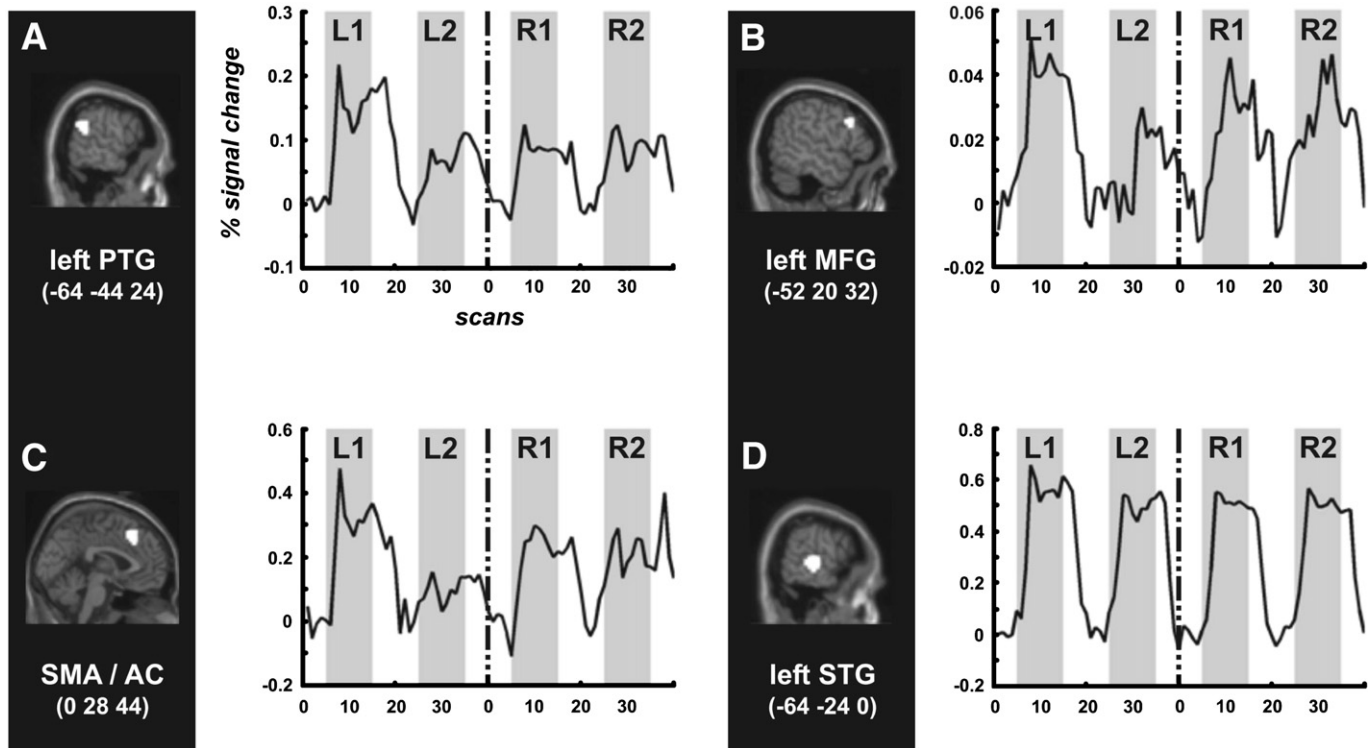 A
left PTG
(-64 -44 24)
% signal change
0.3
0.2
0.1
0
-0.1
L1 L2 R1 R2
10 20 30 0 10 20 30
scans
B
left MFG
(-52 20 32)
0.06
0.04
0.02
0
-0.02
L1 L2 R1 R2
0 10 20 30 0 10 20 30
C
SMA / AC
(0 28 44)
0.6
0.4
0.2
0
-0.2
L1 L2 R1 R2
0 10 20 30 0 10 20 30
D
left STG
(-64 -24 0)
0.8
0.6
0.4
0.2
0
-0.2
L1 L2 R1 R2
0 10 20 30 0 10 20 30